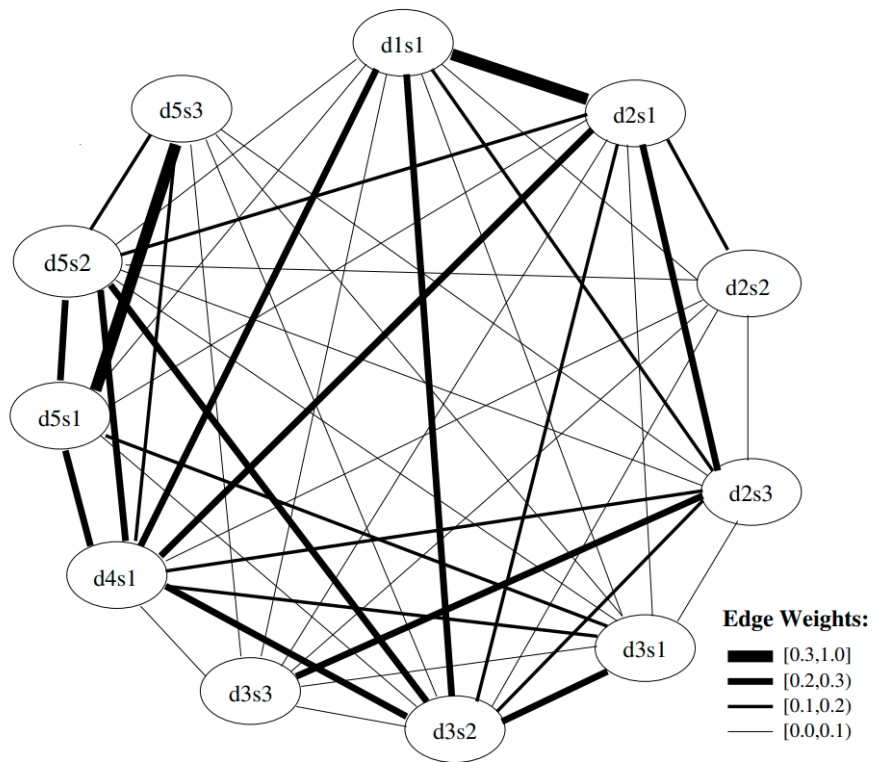 d1s1
d5s3
d2s1
d5s2
d2s2
d5s1
d2s3
d4s1
d3s1
d3s3
d3s2
Edge Weights:
[0.3,1.0]
[0.2,0.3)
[0.1,0.2)
[0.0,0.1)